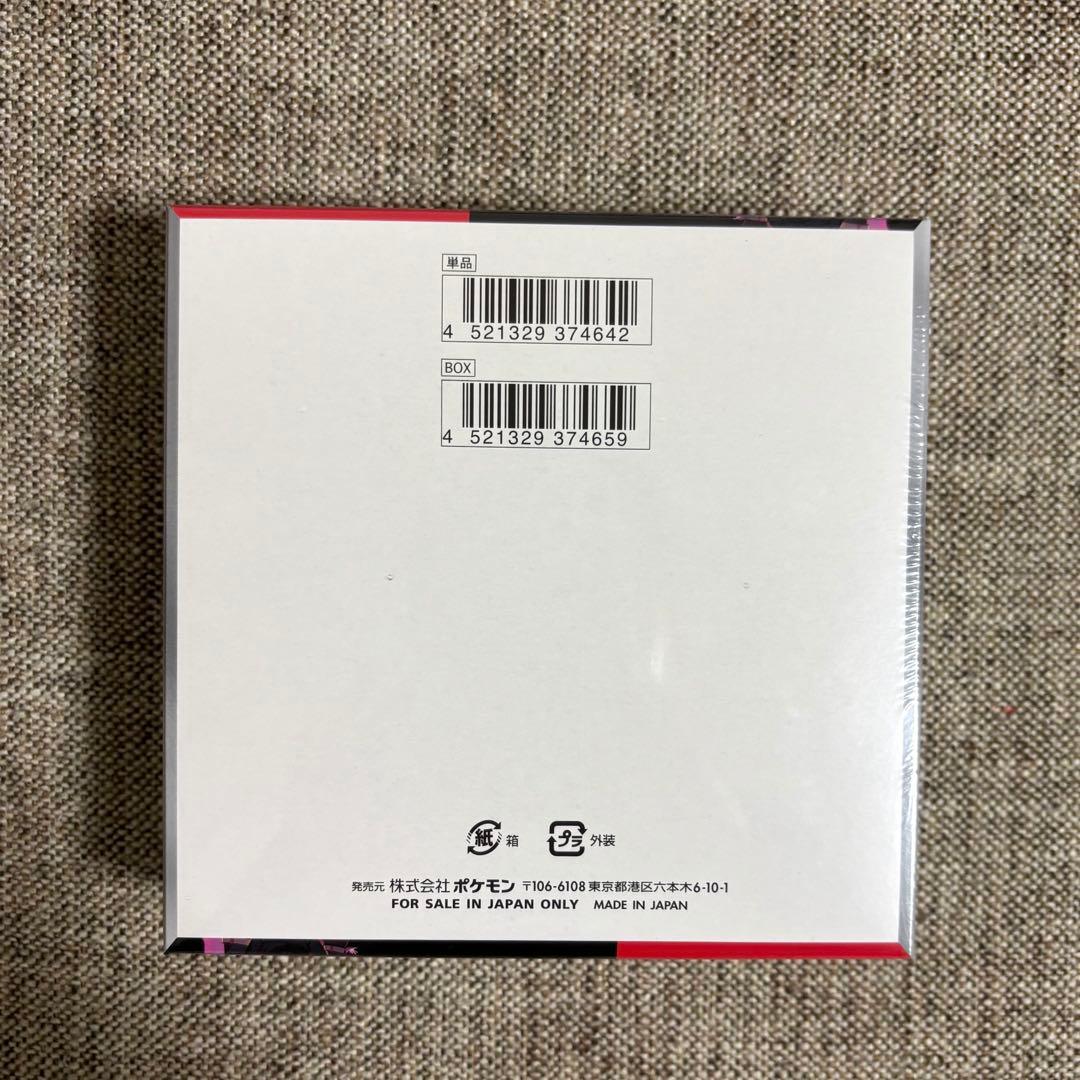 単品
4 521329 374642
BOX
4 521329 374659
紙 箱 プラ 外装
発売元 株式会社 ポケモン 〒106-6108 東京都港区六本木6-10-1
FOR SALE IN JAPAN ONLY MADE IN JAPAN